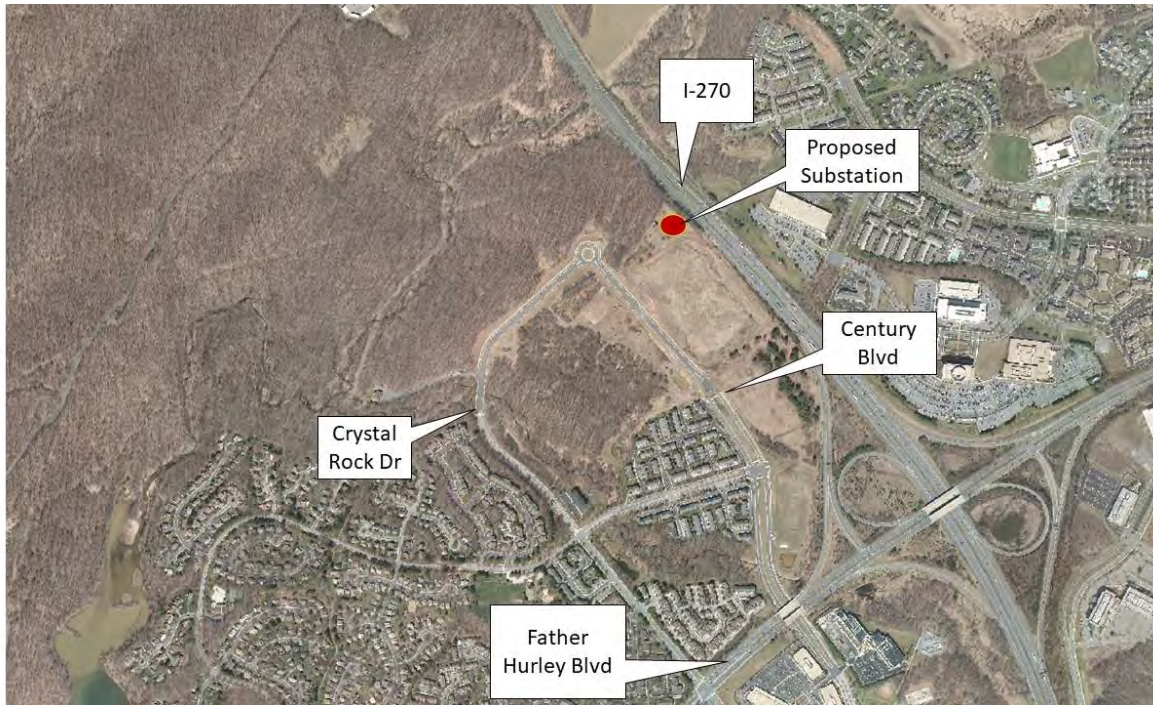 I-270
Proposed
Substation
Century
Blvd
Crystal
Rock Dr
Father
Hurley Blvd